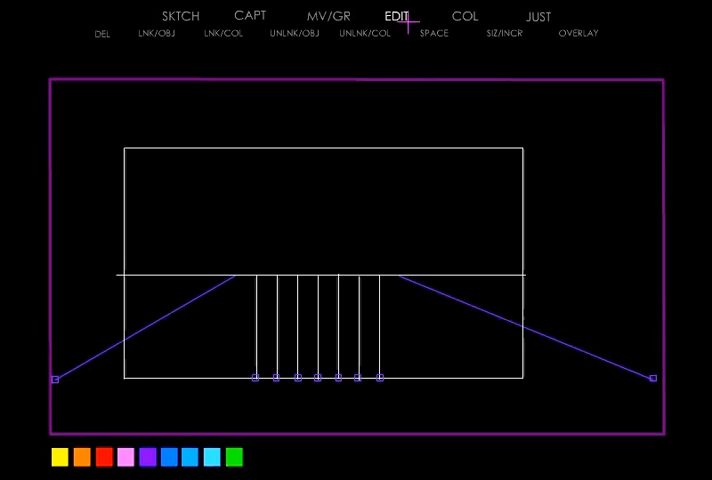 SKTCH CAPT MV/GR EDIT COL JUST
DEL LNK/OBJ LNK/COL UNLNK/OBJ UNLNK/COL SPACE SIZ/INCR OVERLAY